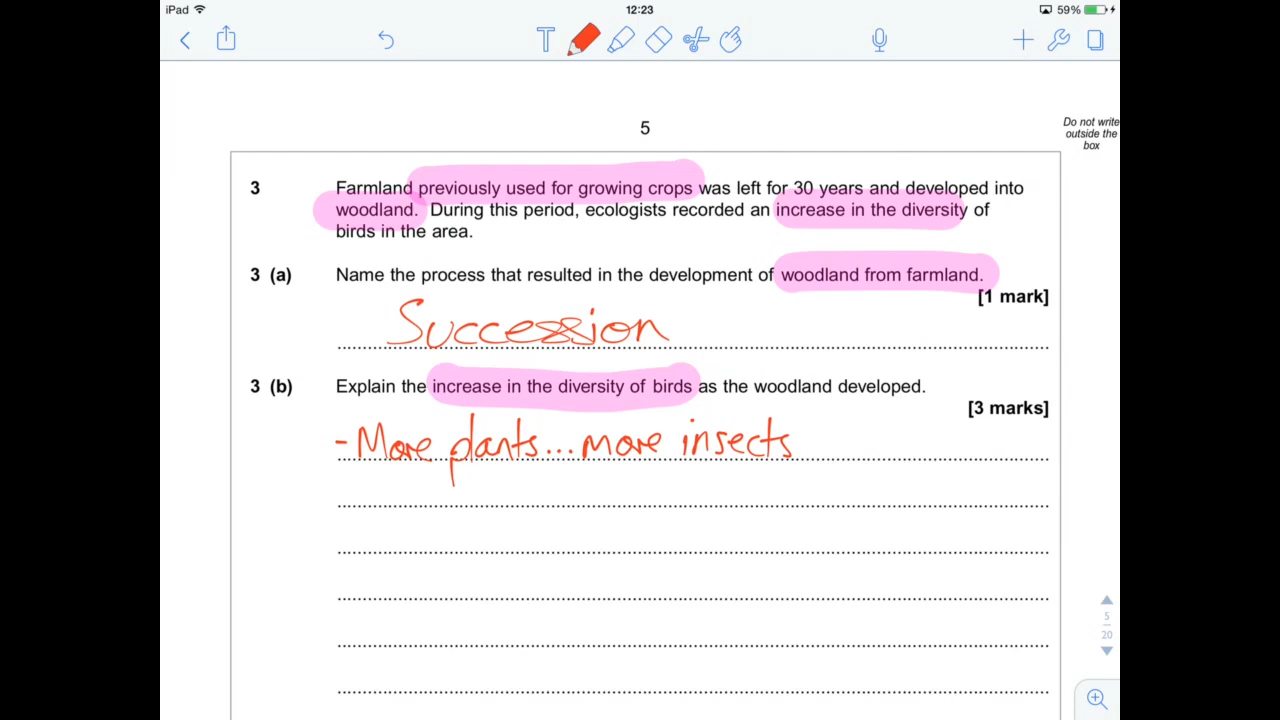 iPad 12:23 59%
5
Do not write
outside the
box
3 Farmland previously used for growing crops was left for 30 years and developed into
woodland. During this period, ecologists recorded an increase in the diversity of
birds in the area.
3 (a) Name the process that resulted in the development of woodland from farmland.
[1 mark]
Succession
3 (b) Explain the increase in the diversity of birds as the woodland developed.
[3 marks]
- More plants... more insects
5
20